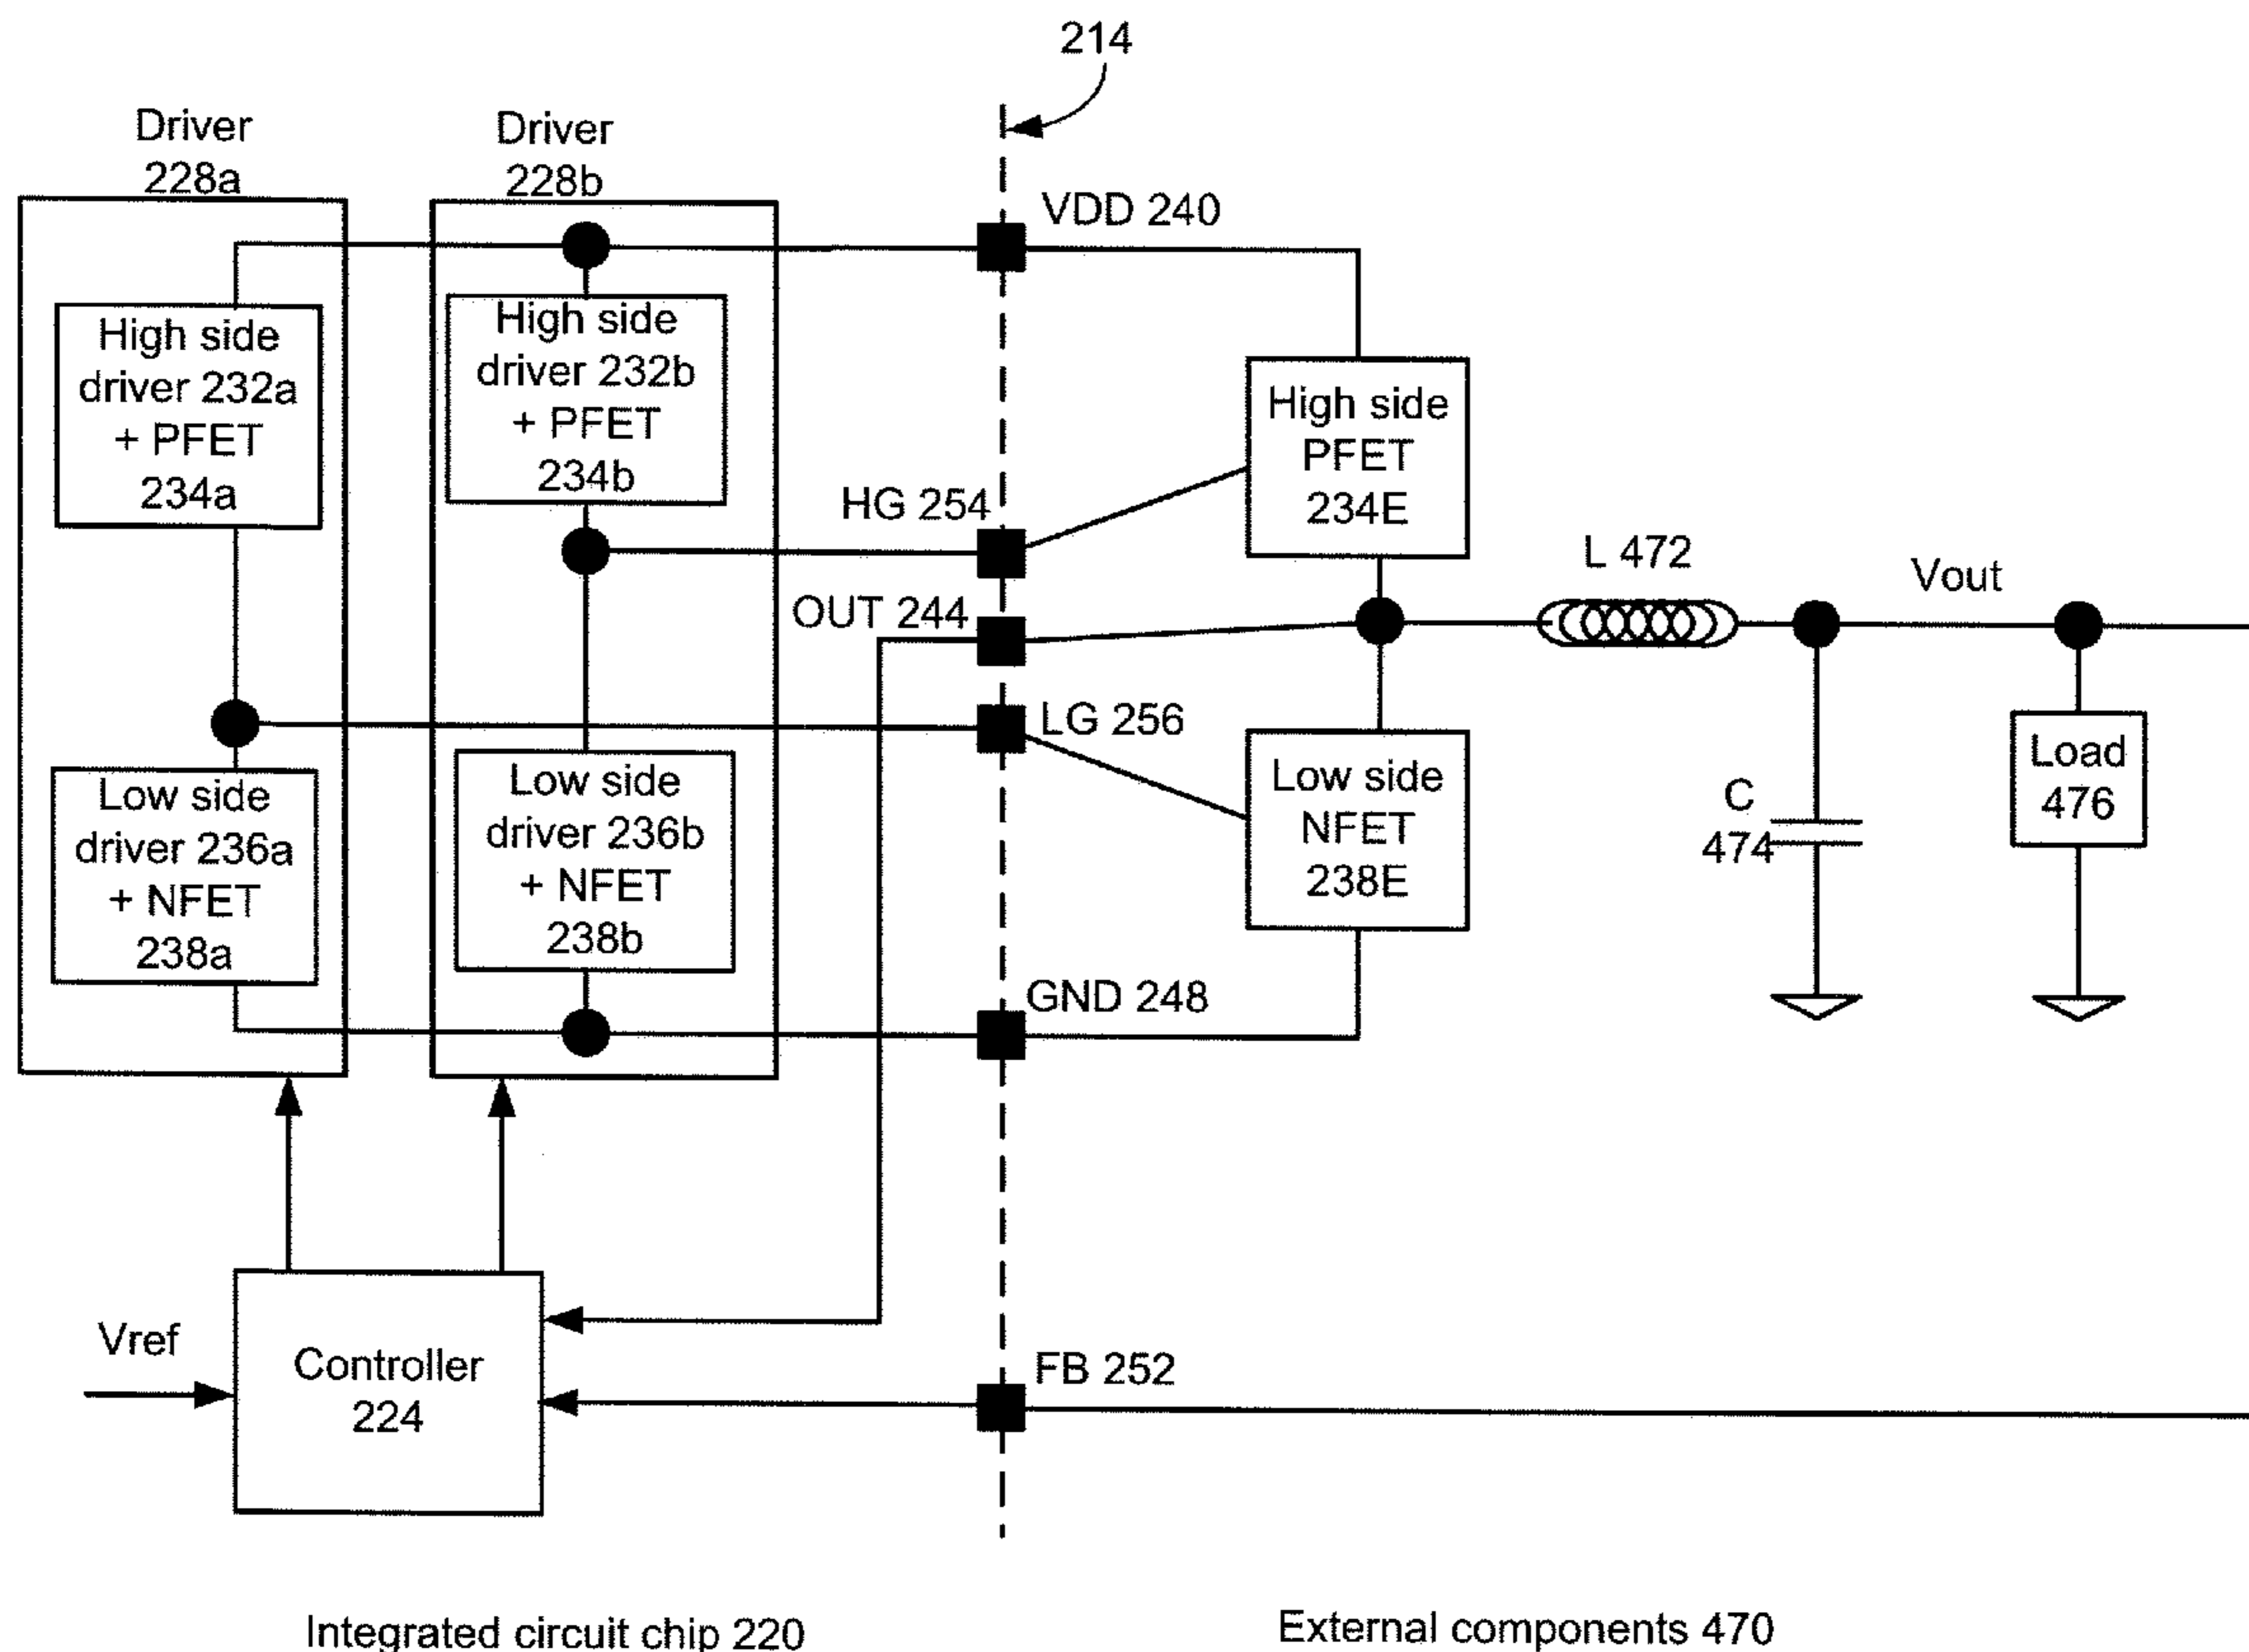 214
Driver
228a
Driver
228b
VDD 240
High side
driver 232a
+ PFET
234a
High side
driver 232b
+ PFET
234b
High side
PFET
234E
HG 254
L 472
Vout
OUT 244
LG 256
Low side
driver 236a
+ NFET
238a
Low side
driver 236b
+ NFET
238b
Low side
NFET
238E
C
474
Load
476
GND 248
Vref
Controller
224
FB 252
Integrated circuit chip 220
External components 470